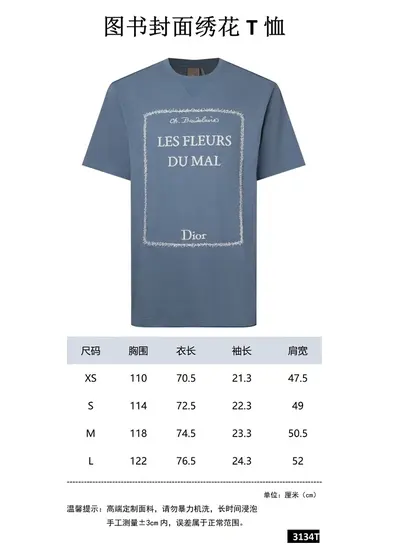 图书封面绣花 T 恤
Ch. Baudelaire
LES FLEURS
DU MAL
Dior
尺码 胸围 衣长 袖长 肩宽
XS 110 70.5 21.3 47.5
S 114 72.5 22.3 49
M 118 74.5 23.3 50.5
L 122 76.5 24.3 52
单位：厘米（cm）
温馨提示：高端定制面料，请勿暴力机洗，长时间浸泡
手工测量±3cm内，误差属于正常范围。
3134T